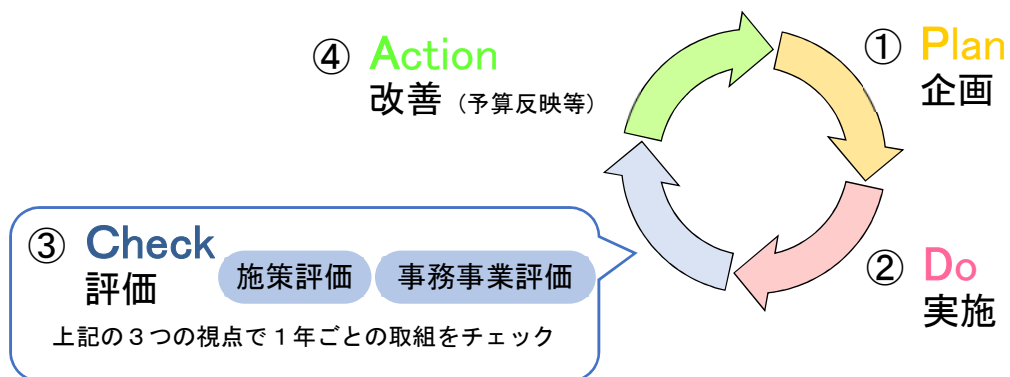 ① Plan
企画
② Do
実施
③ Check
評価
施策評価
事務事業評価
上記の３つの視点で１年ごとの取組をチェック
④ Action
改善（予算反映等）